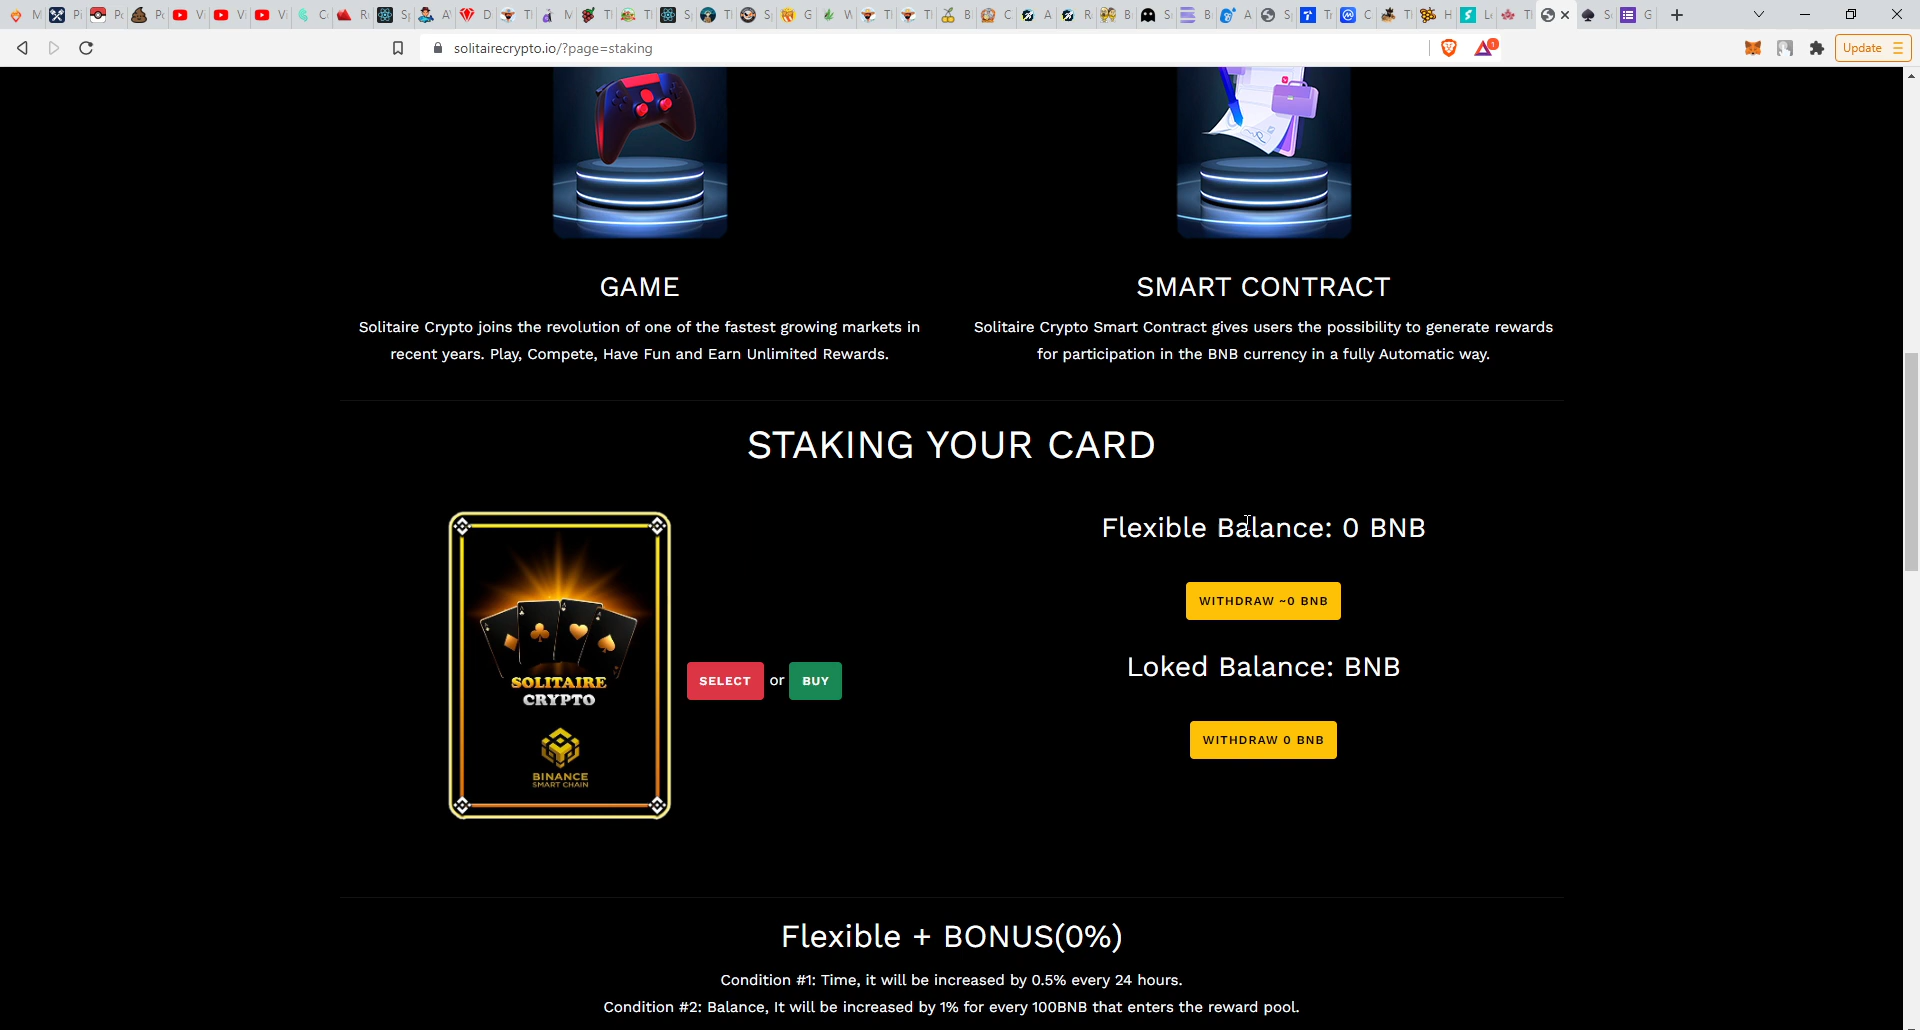 solitairecrypto.io/?page=staking
1
Update
GAME
Solitaire Crypto joins the revolution of one of the fastest growing markets in
recent years. Play, Compete, Have Fun and Earn Unlimited Rewards.
SMART CONTRACT
Solitaire Crypto Smart Contract gives users the possibility to generate rewards
for participation in the BNB currency in a fully Automatic way.
STAKING YOUR CARD
SOLITAIRE
CRYPTO
BINANCE
SMART CHAIN
SELECT or BUY
Flexible Balance: 0 BNB
WITHDRAW ~0 BNB
Loked Balance: BNB
WITHDRAW 0 BNB
Flexible + BONUS(0%)
Condition #1: Time, it will be increased by 0.5% every 24 hours.
Condition #2: Balance, It will be increased by 1% for every 100BNB that enters the reward pool.